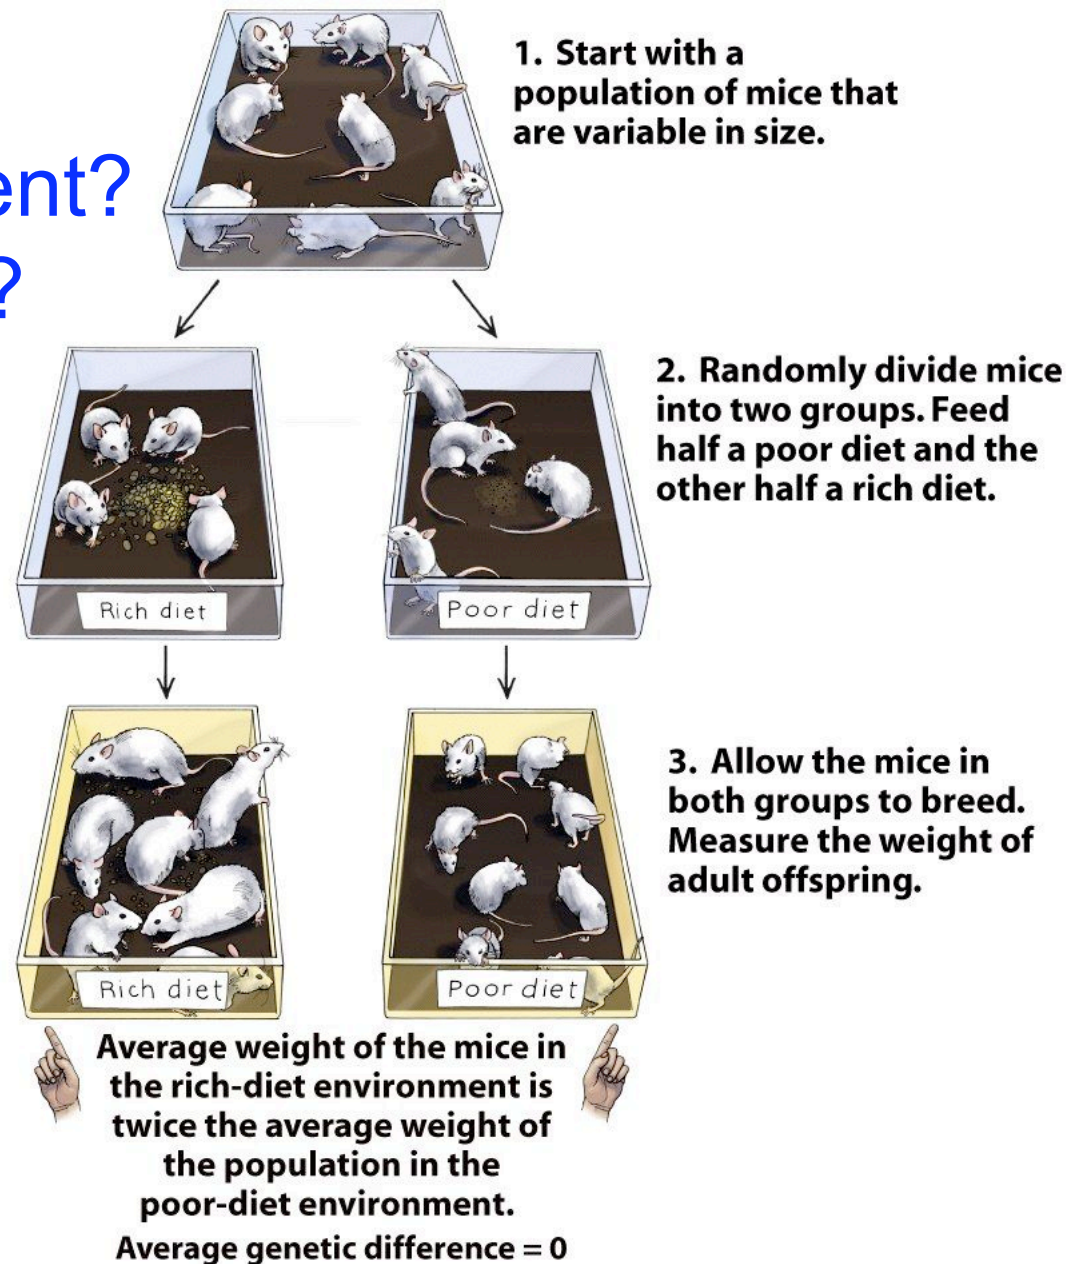 ent?
?
1. Start with a
population of mice that
are variable in size.
2. Randomly divide mice
into two groups. Feed
half a poor diet and the
other half a rich diet.
Rich diet
Poor diet
3. Allow the mice in
both groups to breed.
Measure the weight of
adult offspring.
Rich diet
Poor diet
Average weight of the mice in
the rich-diet environment is
twice the average weight of
the population in the
poor-diet environment.
Average genetic difference = 0